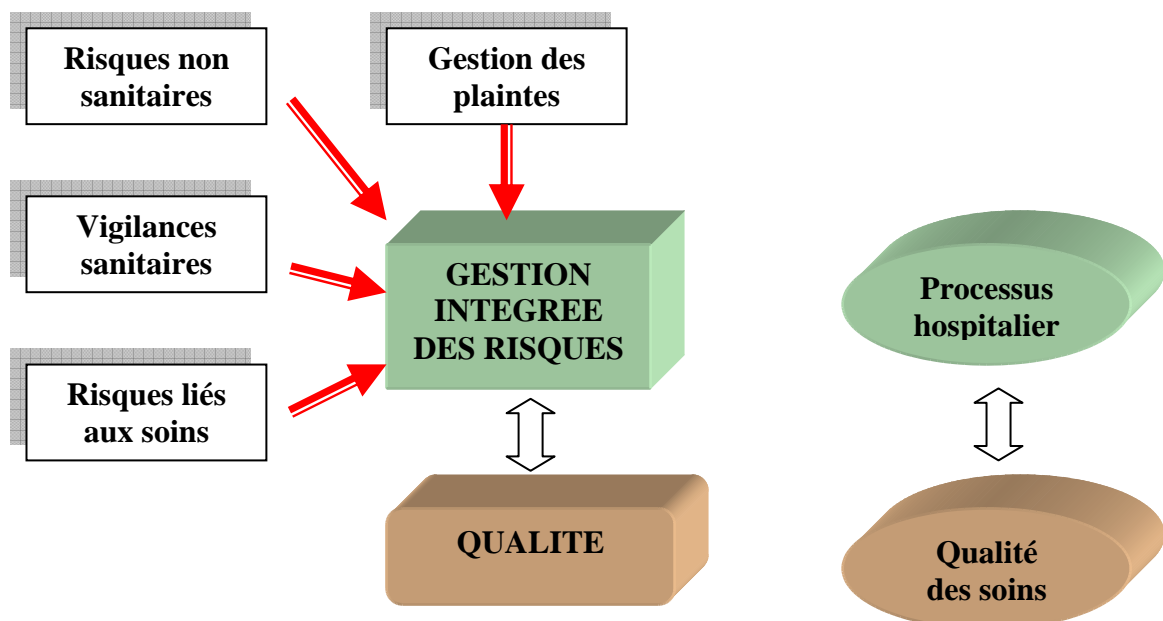 Risques non
sanitaires
Gestion des
plaintes
Vigilances
sanitaires
GESTION
INTEGREE
DES RISQUES
Processus
hospitalier
Risques liés
aux soins
QUALITE
Qualité
des soins